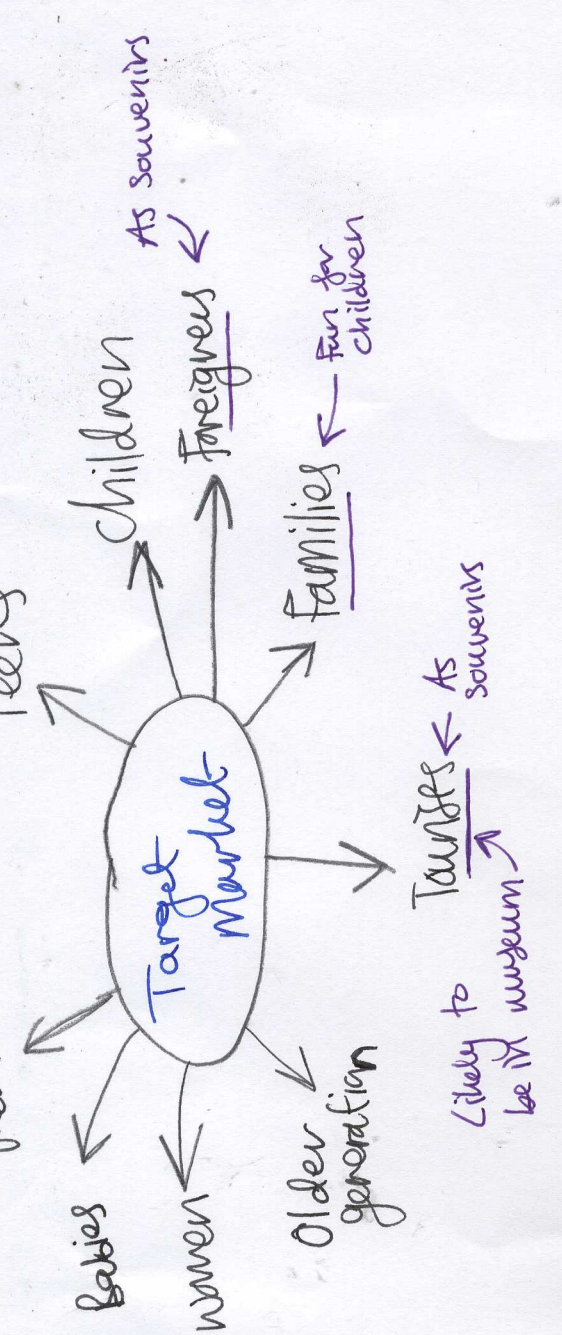 Teens
Children
Foreigners
As souvenirs
Families
Fun for
children
Target
Market
Tourists
As
souvenirs
Likely to
be in museum
Older
generation
Women
Babies